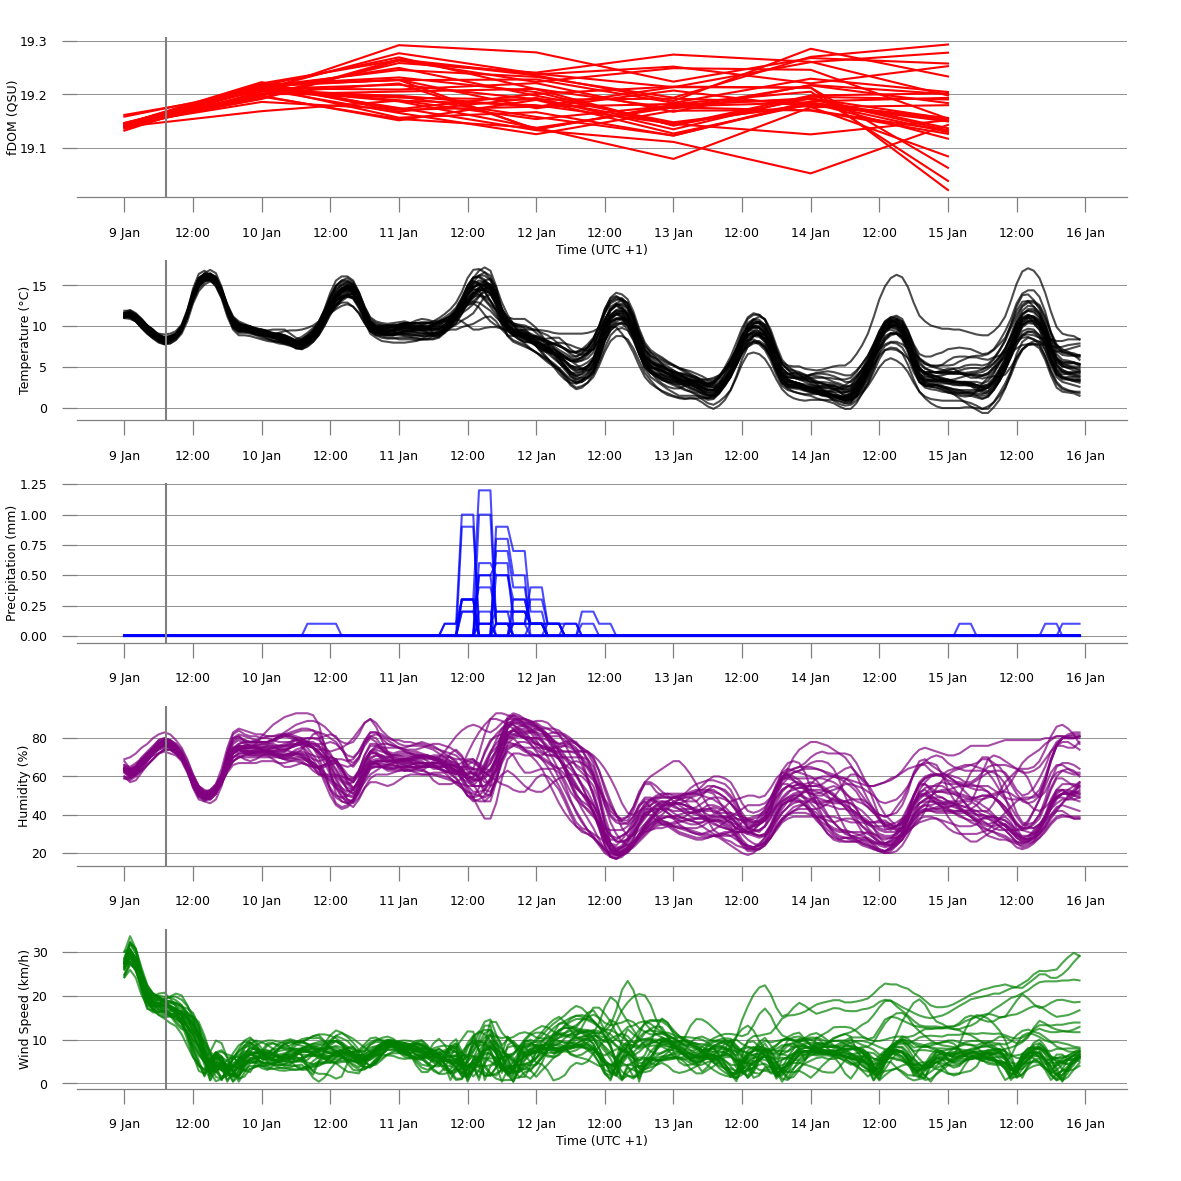 19.3
19.2
19.1
fDOM (QSU)
9 Jan 12:00 10 Jan 12:00 11 Jan 12:00 12 Jan 12:00 13 Jan 12:00 14 Jan 12:00 15 Jan 12:00 16 Jan
Time (UTC +1)
15
10
5
0
Temperature (°C)
9 Jan 12:00 10 Jan 12:00 11 Jan 12:00 12 Jan 12:00 13 Jan 12:00 14 Jan 12:00 15 Jan 12:00 16 Jan
1.25
1.00
0.75
0.50
0.25
0.00
Precipitation (mm)
9 Jan 12:00 10 Jan 12:00 11 Jan 12:00 12 Jan 12:00 13 Jan 12:00 14 Jan 12:00 15 Jan 12:00 16 Jan
80
60
40
20
Humidity (%)
9 Jan 12:00 10 Jan 12:00 11 Jan 12:00 12 Jan 12:00 13 Jan 12:00 14 Jan 12:00 15 Jan 12:00 16 Jan
30
20
10
0
Wind Speed (km/h)
9 Jan 12:00 10 Jan 12:00 11 Jan 12:00 12 Jan 12:00 13 Jan 12:00 14 Jan 12:00 15 Jan 12:00 16 Jan
Time (UTC +1)